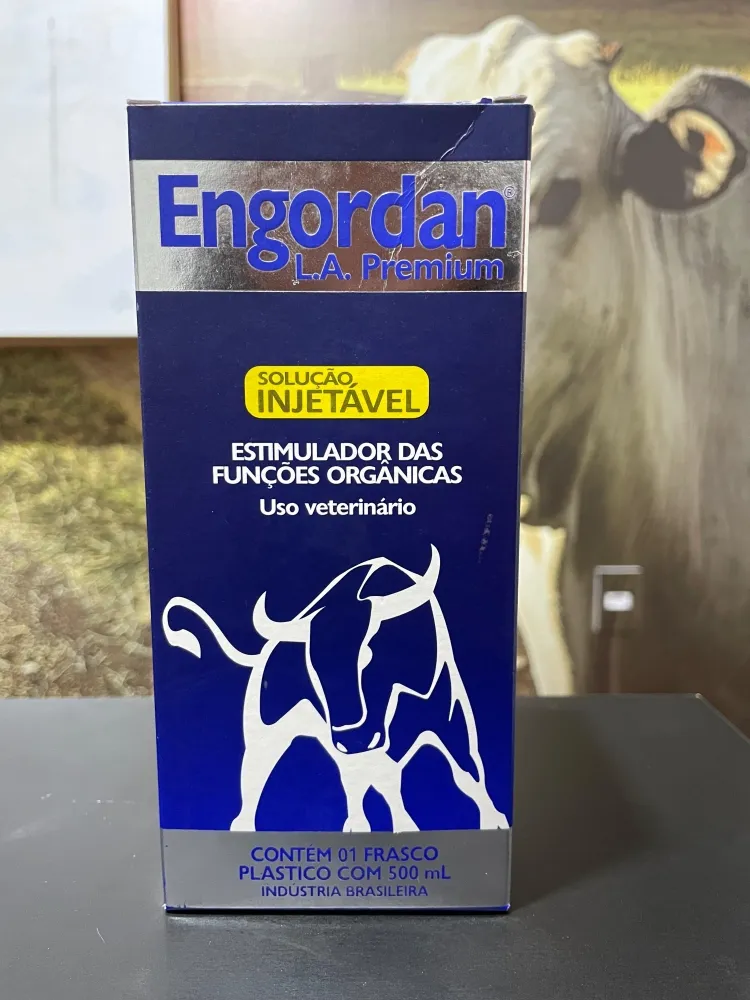 Engordan®
L.A. Premium
SOLUÇÃO
INJETÁVEL
ESTIMULADOR DAS
FUNÇÕES ORGÂNICAS
Uso veterinário
CONTÉM 01 FRASCO
PLASTICO COM 500 mL
INDÚSTRIA BRASILEIRA